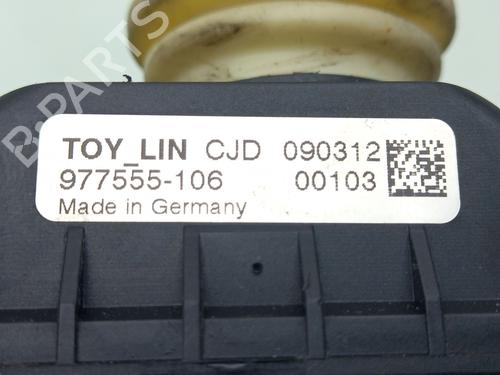 TOY_LIN CJD 090312
977555-106 00103
Made in Germany
B-PARTS